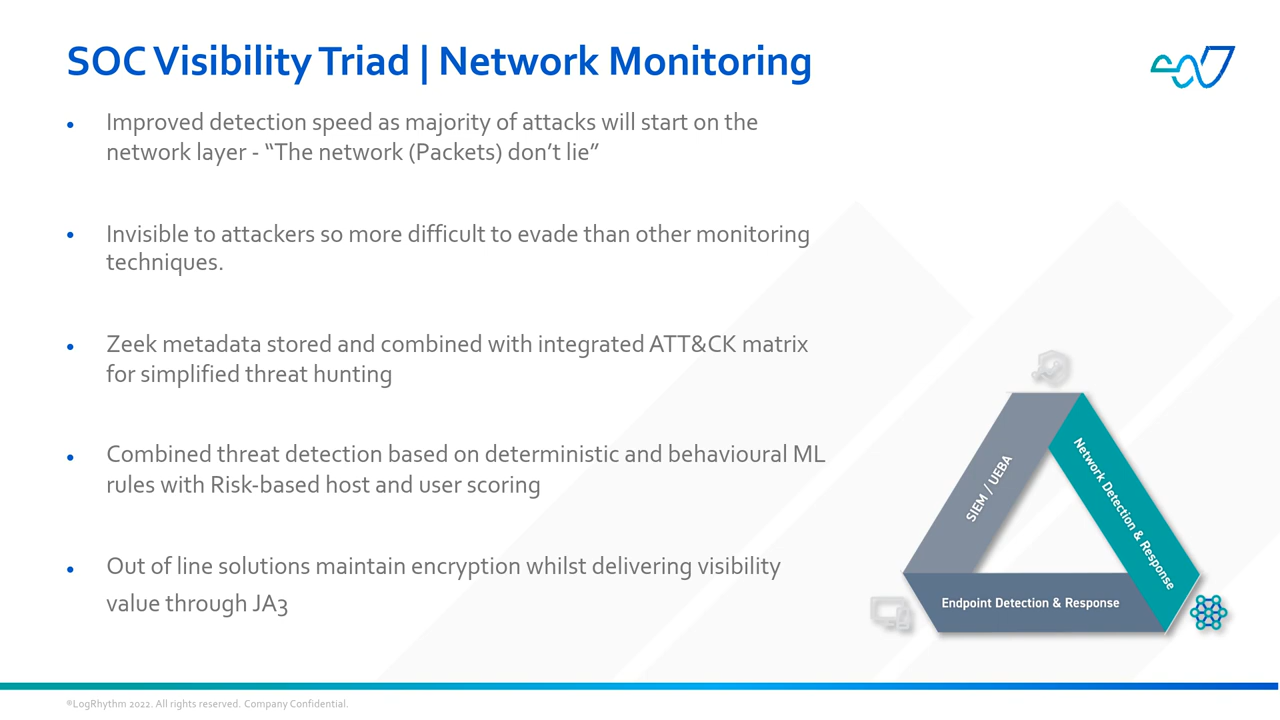 SOC Visibility Triad | Network Monitoring
• Improved detection speed as majority of attacks will start on the
network layer - “The network (Packets) don’t lie”
• Invisible to attackers so more difficult to evade than other monitoring
techniques.
• Zeek metadata stored and combined with integrated ATT&CK matrix
for simplified threat hunting
• Combined threat detection based on deterministic and behavioural ML
rules with Risk-based host and user scoring
• Out of line solutions maintain encryption whilst delivering visibility
value through JA3
SIEM / UEBA
Network Detection & Response
Endpoint Detection & Response
©LogRhythm 2022. All rights reserved. Company Confidential.